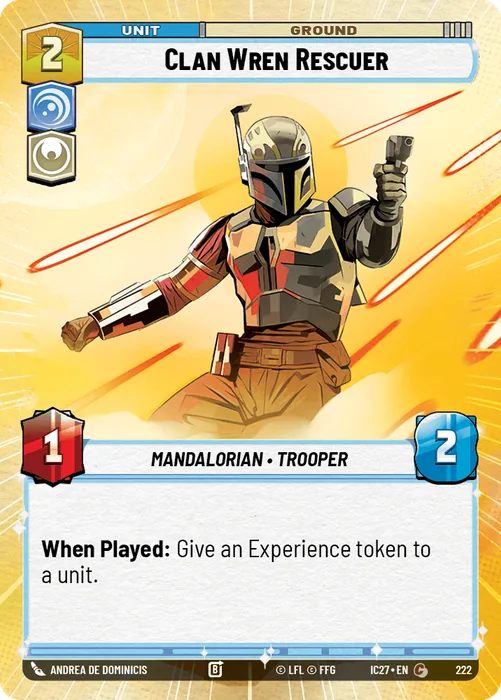 UNIT
GROUND
2
CLAN WREN RESCUER
1
MANDALORIAN • TROOPER
2
When Played: Give an Experience token to
a unit.
ANDREA DE DOMINICIS
B
© LFL © FFG
IC27 • EN
G
222